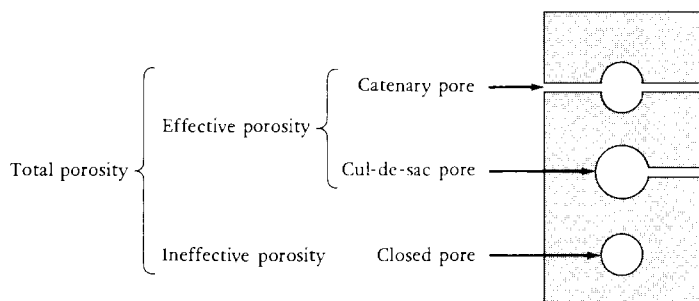 Catenary pore
Effective porosity
Total porosity
Cul-de-sac pore
Ineffective porosity
Closed pore